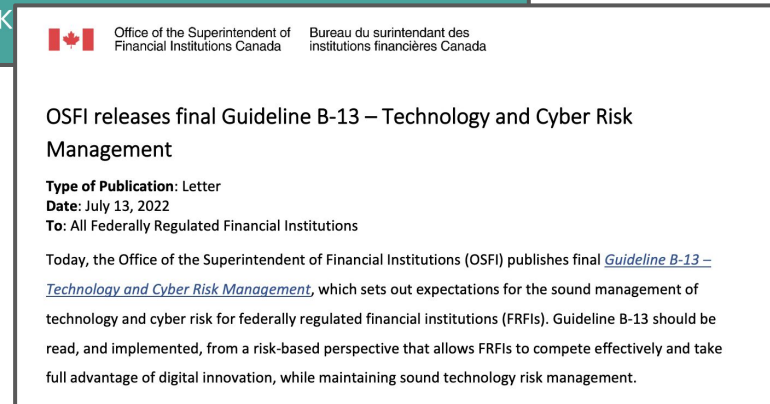 K
Office of the Superintendent of
Financial Institutions Canada
Bureau du surintendant des
institutions financières Canada
OSFI releases final Guideline B-13 – Technology and Cyber Risk
Management
Type of Publication: Letter
Date: July 13, 2022
To: All Federally Regulated Financial Institutions
Today, the Office of the Superintendent of Financial Institutions (OSFI) publishes final Guideline B-13 –
Technology and Cyber Risk Management, which sets out expectations for the sound management of
technology and cyber risk for federally regulated financial institutions (FRFIs). Guideline B-13 should be
read, and implemented, from a risk-based perspective that allows FRFIs to compete effectively and take
full advantage of digital innovation, while maintaining sound technology risk management.